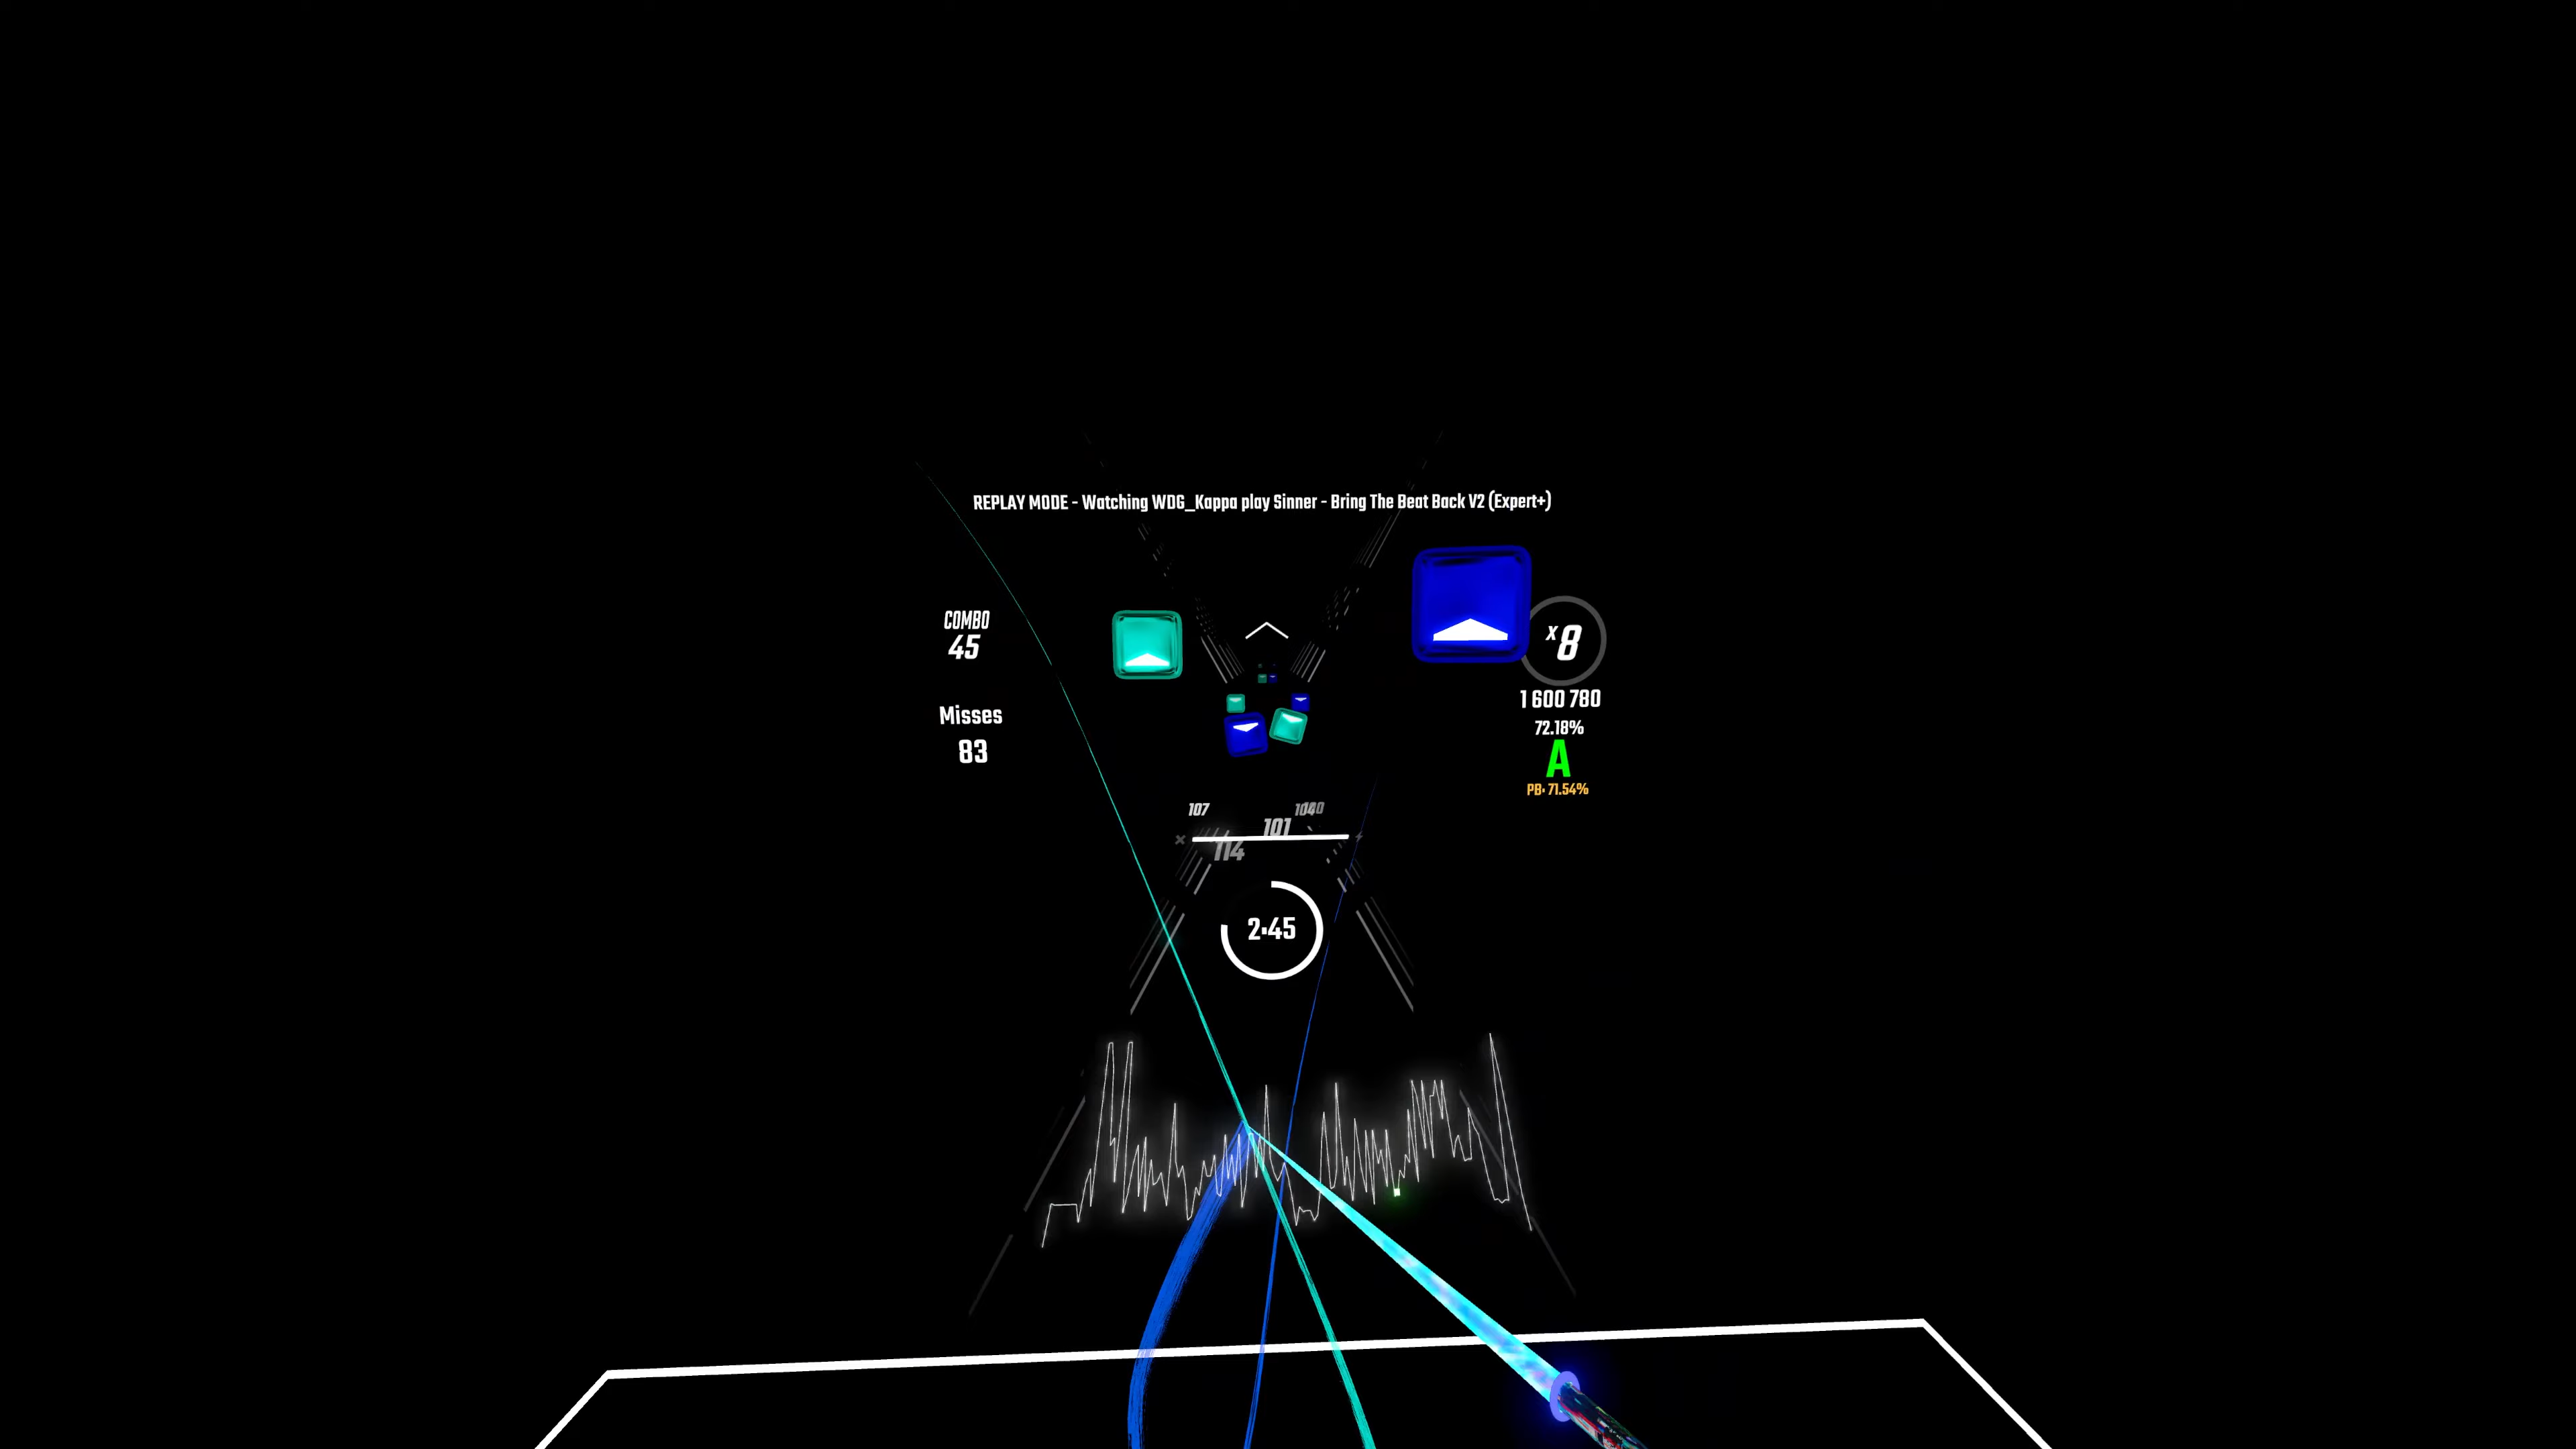 REPLAY MODE - Watching WDG_Kappa play Sinner - Bring The Beat Back V2 (Expert+)
COMBO
45
x8
1 600 780
72.18%
A
PB: 71.54%
Misses
83
107
101
114
2:45